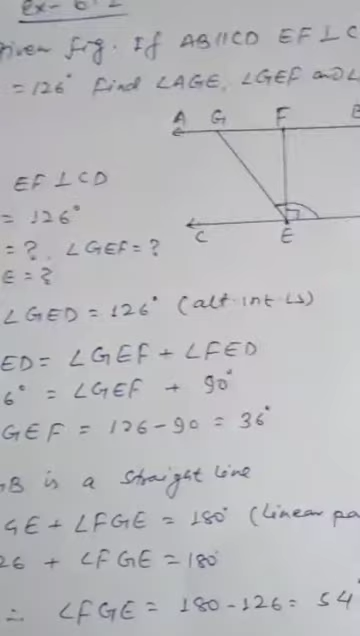 Ex- 6.2
given fig. If AB||CD EF⊥C
= 126° find ∠AGE, ∠GEF and ∠
A G F B
EF⊥CD
= 126°
= ?, ∠GEF = ?
E = ?
C E
∠GED = 126° (alt. int ∠s)
ED = ∠GEF + ∠FED
6° = ∠GEF + 90°
GEF = 126 - 90 = 36°
GB is a straight line
GE + ∠FGE = 180° (Linear pa
26 + ∠FGE = 180
∴ ∠FGE = 180 - 126 = 54°